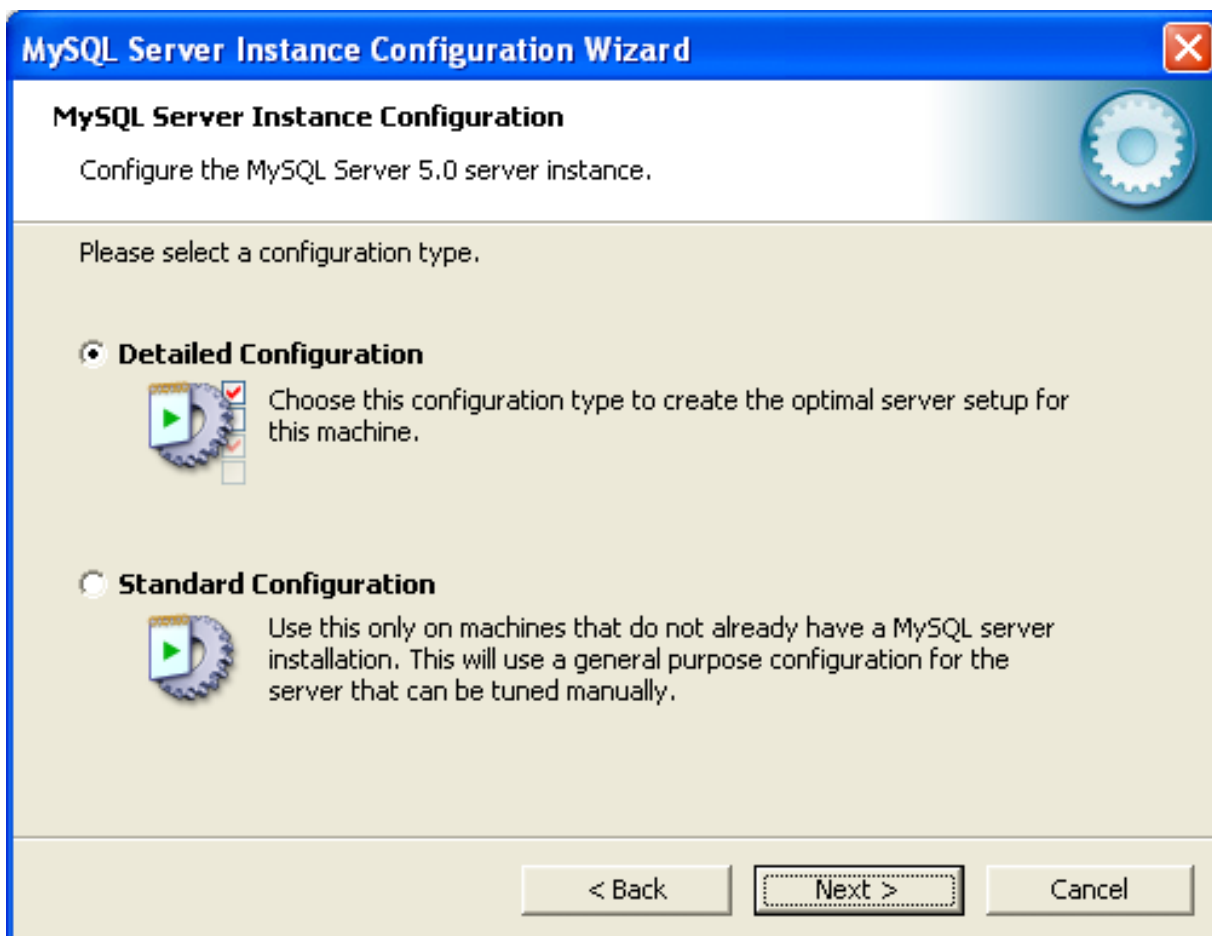 MySQL Server Instance Configuration Wizard
MySQL Server Instance Configuration
Configure the MySQL Server 5.0 server instance.
Please select a configuration type.
Detailed Configuration
Choose this configuration type to create the optimal server setup for
this machine.
Standard Configuration
Use this only on machines that do not already have a MySQL server
installation. This will use a general purpose configuration for the
server that can be tuned manually.
< Back
Next >
Cancel